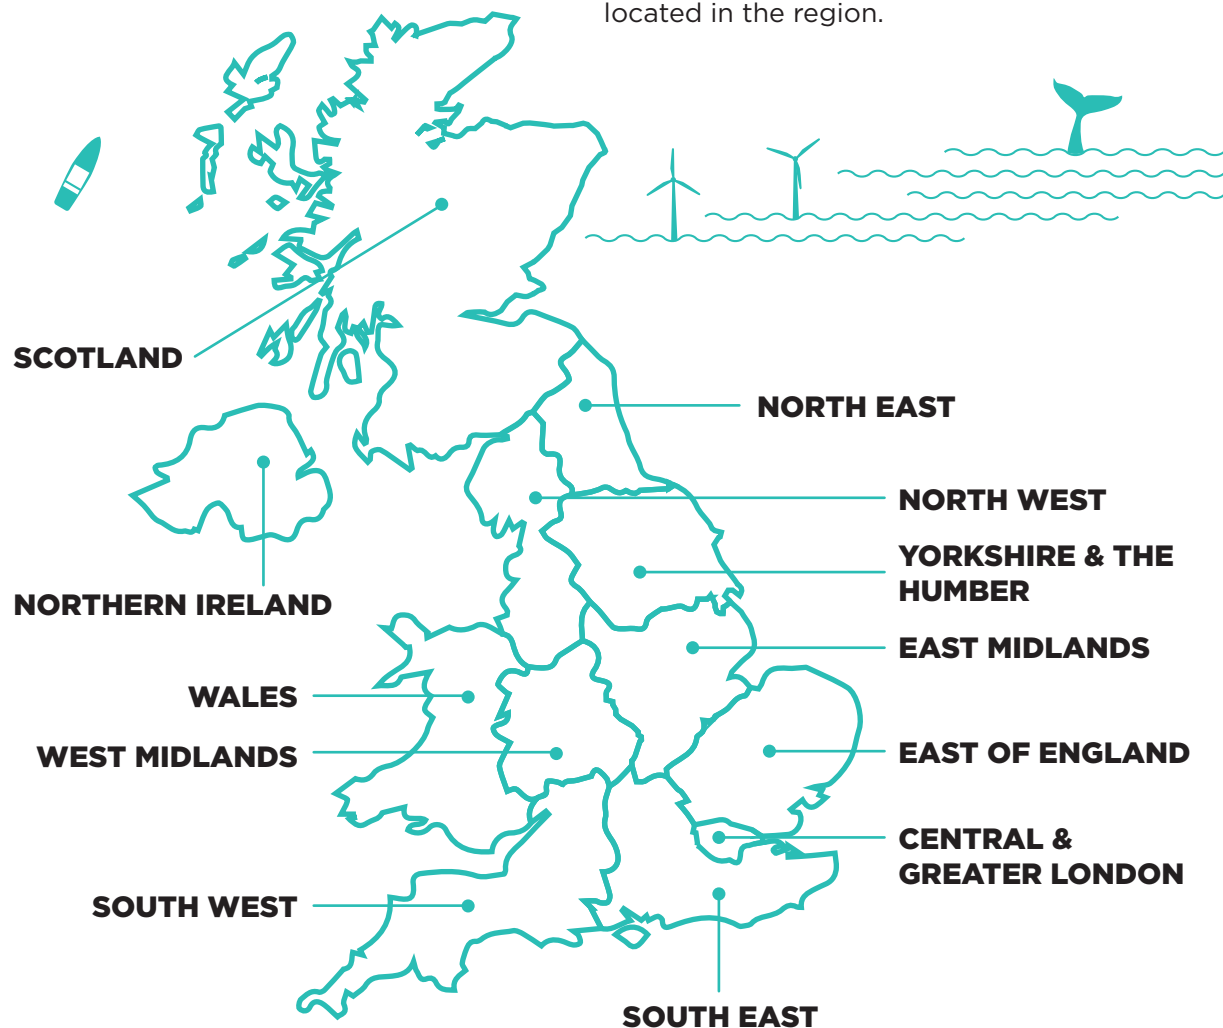 located in the region.
SCOTLAND
NORTH EAST
NORTH WEST
YORKSHIRE & THE
HUMBER
NORTHERN IRELAND
EAST MIDLANDS
WALES
WEST MIDLANDS
EAST OF ENGLAND
CENTRAL &
GREATER LONDON
SOUTH WEST
SOUTH EAST